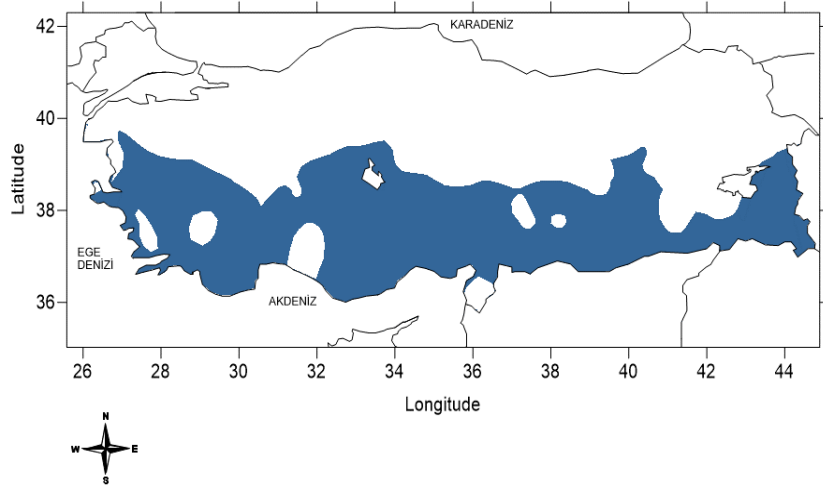 KARADENİZ
42
40
38
36
Latitude
EGE
DENİZİ
AKDENİZ
26 28 30 32 34 36 38 40 42 44
Longitude
N
W E
S